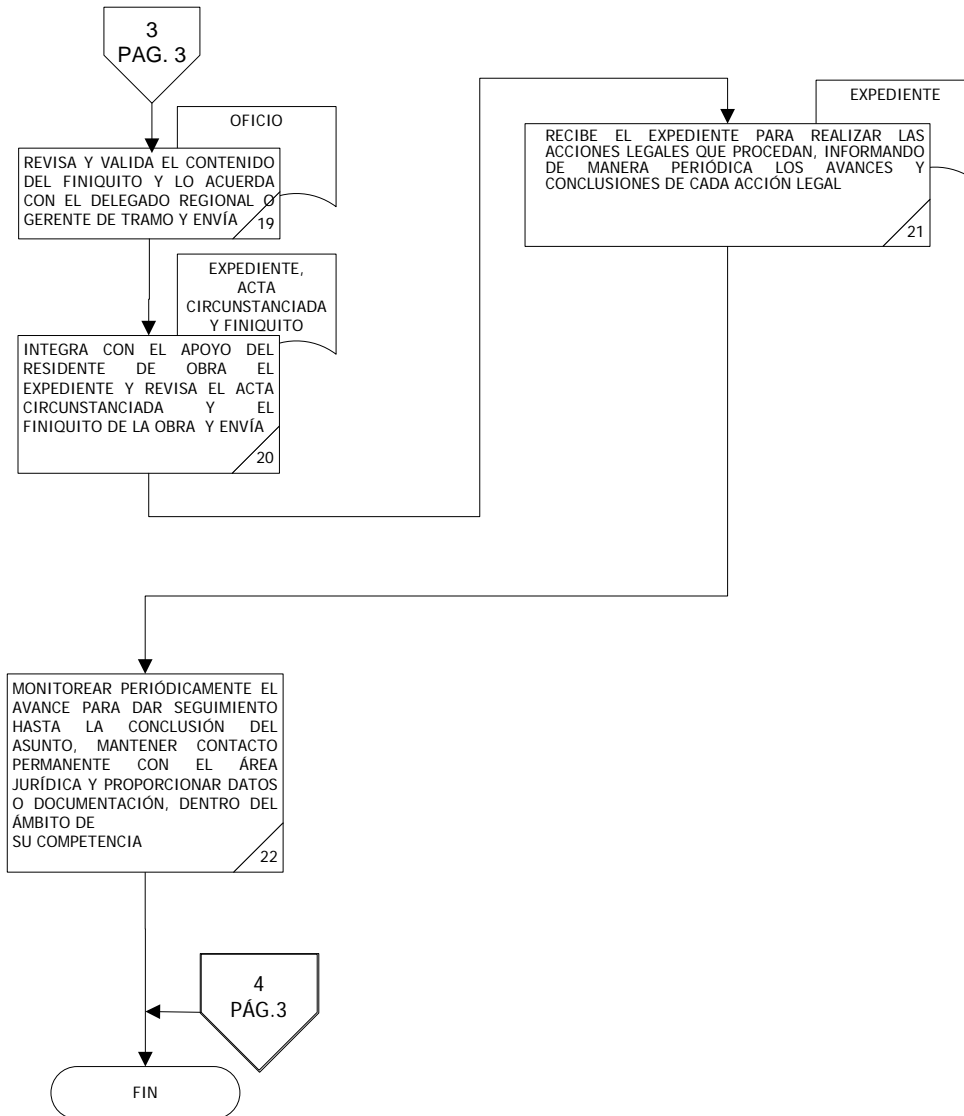 3
PAG. 3
OFICIO
REVISA Y VALIDA EL CONTENIDO
DEL FINIQUITO Y LO ACUERDA
CON EL DELEGADO REGIONAL O
GERENTE DE TRAMO Y ENVÍA
19
EXPEDIENTE,
ACTA
CIRCUNSTANCIADA
Y FINIQUITO
INTEGRA CON EL APOYO DEL
RESIDENTE DE OBRA EL
EXPEDIENTE Y REVISA EL ACTA
CIRCUNSTANCIADA Y EL
FINIQUITO DE LA OBRA Y ENVÍA
20
EXPEDIENTE
RECIBE EL EXPEDIENTE PARA REALIZAR LAS
ACCIONES LEGALES QUE PROCEDAN, INFORMANDO
DE MANERA PERIÓDICA LOS AVANCES Y
CONCLUSIONES DE CADA ACCIÓN LEGAL
21
MONITOREAR PERIÓDICAMENTE EL
AVANCE PARA DAR SEGUIMIENTO
HASTA LA CONCLUSIÓN DEL
ASUNTO, MANTENER CONTACTO
PERMANENTE CON EL ÁREA
JURÍDICA Y PROPORCIONAR DATOS
O DOCUMENTACIÓN, DENTRO DEL
ÁMBITO DE
SU COMPETENCIA
22
4
PÁG.3
FIN